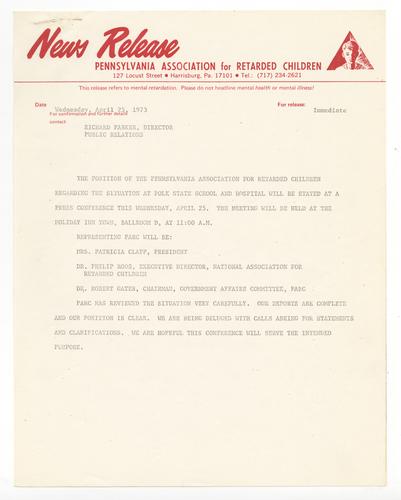 News Release
PENNSYLVANIA ASSOCIATION for RETARDED CHILDREN
127 Locust Street • Harrisburg, Pa. 17101 • Tel.: (717) 234-2621
This release refers to mental retardation. Please do not headline mental health or mental illness!
Date Wednesday, April 25, 1973 For release: Immediate
For confirmation and further details
contact: RICHARD FARKER, DIRECTOR
PUBLIC RELATIONS
THE POSITION OF THE PENNSYLVANIA ASSOCIATION FOR RETARDED CHILDREN
REGARDING THE SITUATION AT POLK STATE SCHOOL AND HOSPITAL WILL BE STATED AT A
PRESS CONFERENCE THIS WEDNESDAY, APRIL 25. THE MEETING WILL BE HELD AT THE
HOLIDAY INN TOWN, BALLROOM D, AT 11:00 A.M.
REPRESENTING PARC WILL BE:
MRS. PATRICIA CLAPP, PRESIDENT
DR. PHILIP ROOS, EXECUTIVE DIRECTOR, NATIONAL ASSOCIATION FOR
RETARDED CHILDREN
DR. ROBERT GATES, CHAIRMAN, GOVERNMENT AFFAIRS COMMITTEE, PARC
PARC HAS REVIEWED THE SITUATION VERY CAREFULLY. OUR REPORTS ARE COMPLETE
AND OUR POSITION IS CLEAR. WE ARE BEING DELUGED WITH CALLS ASKING FOR STATEMENTS
AND CLARIFICATIONS. WE ARE HOPEFUL THIS CONFERENCE WILL SERVE THE INTENDED
PURPOSE.